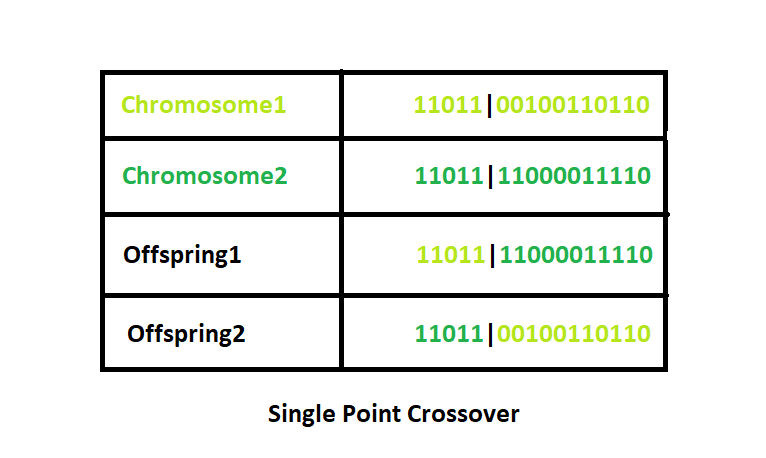 Chromosome1 11011|00100110110
Chromosome2 11011|11000011110
Offspring1 11011|11000011110
Offspring2 11011|00100110110
Single Point Crossover